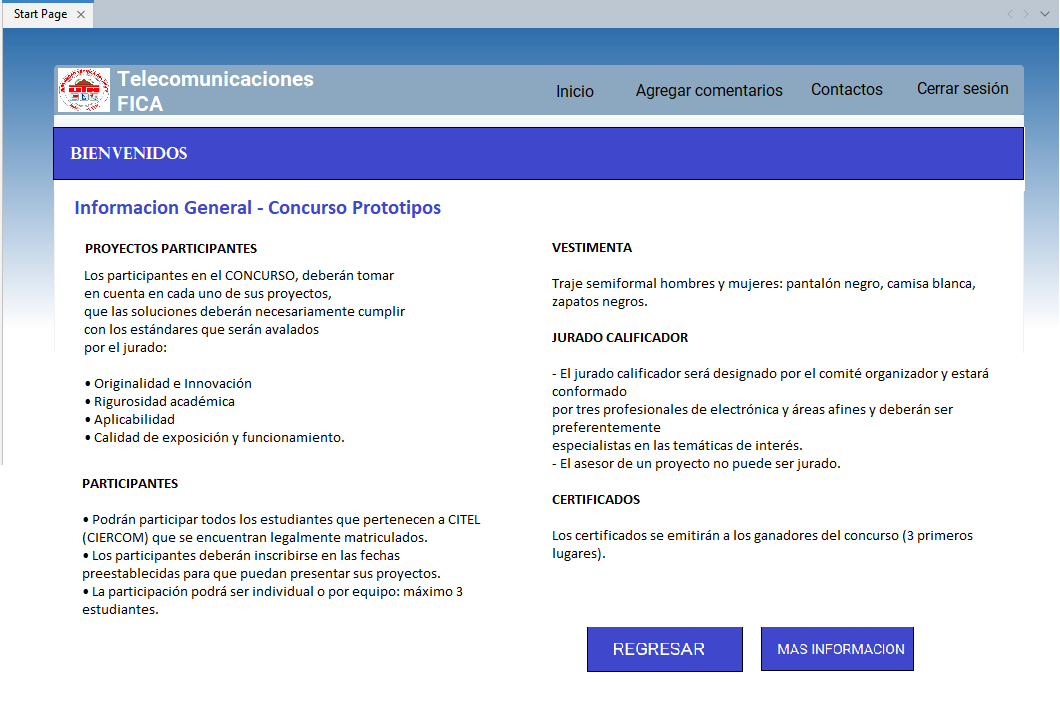 Start Page
Telecomunicaciones
FICA
Inicio
Agregar comentarios
Contactos
Cerrar sesión
BIENVENIDOS
Informacion General - Concurso Prototipos
PROYECTOS PARTICIPANTES
Los participantes en el CONCURSO, deberán tomar
en cuenta en cada uno de sus proyectos,
que las soluciones deberán necesariamente cumplir
con los estándares que serán avalados
por el jurado:
• Originalidad e Innovación
• Rigurosidad académica
• Aplicabilidad
• Calidad de exposición y funcionamiento.
PARTICIPANTES
• Podrán participar todos los estudiantes que pertenecen a CITEL
(CIERCOM) que se encuentran legalmente matriculados.
• Los participantes deberán inscribirse en las fechas
preestablecidas para que puedan presentar sus proyectos.
• La participación podrá ser individual o por equipo: máximo 3
estudiantes.
VESTIMENTA
Traje semiformal hombres y mujeres: pantalón negro, camisa blanca,
zapatos negros.
JURADO CALIFICADOR
- El jurado calificador será designado por el comité organizador y estará
conformado
por tres profesionales de electrónica y áreas afines y deberán ser
preferentemente
especialistas en las temáticas de interés.
- El asesor de un proyecto no puede ser jurado.
CERTIFICADOS
Los certificados se emitirán a los ganadores del concurso (3 primeros
lugares).
REGRESAR
MAS INFORMACION